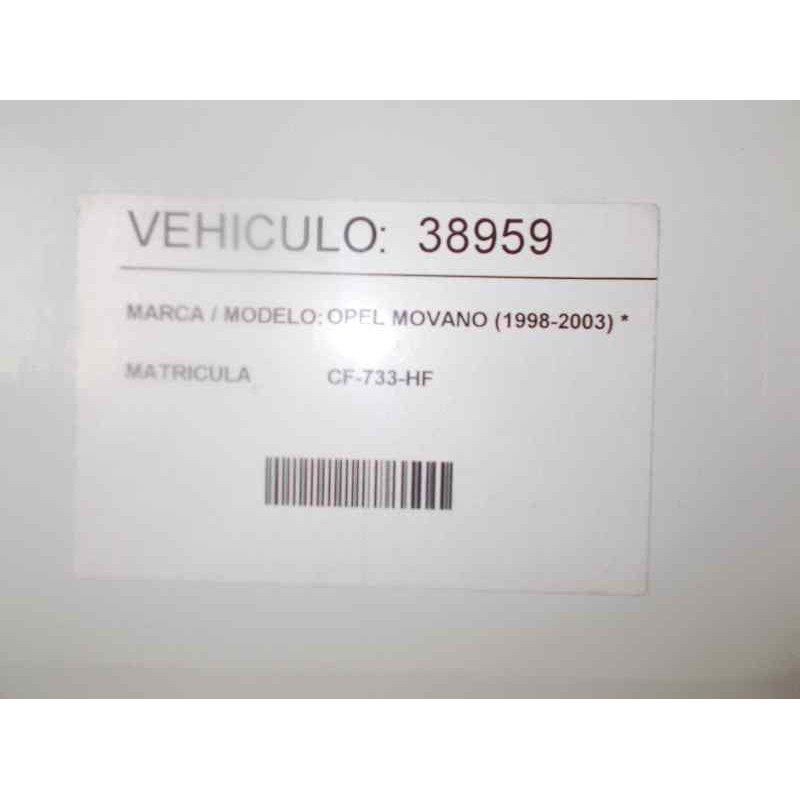 VEHICULO: 38959
MARCA / MODELO: OPEL MOVANO (1998-2003) *
MATRICULA CF-733-HF